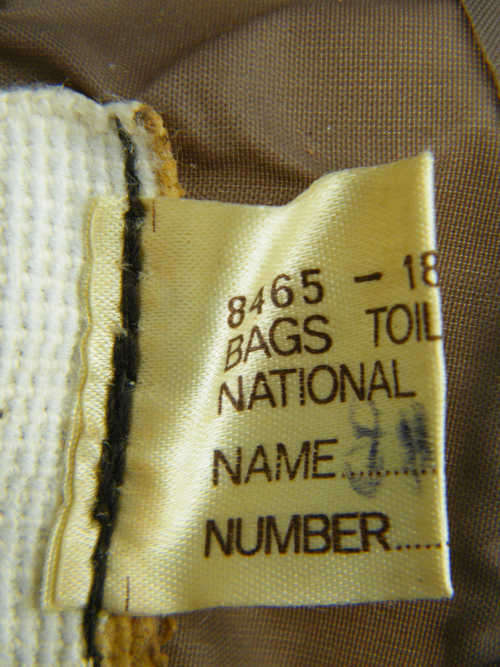 8465 - 18
BAGS TOIL
NATIONAL
NAME..........
NUMBER......